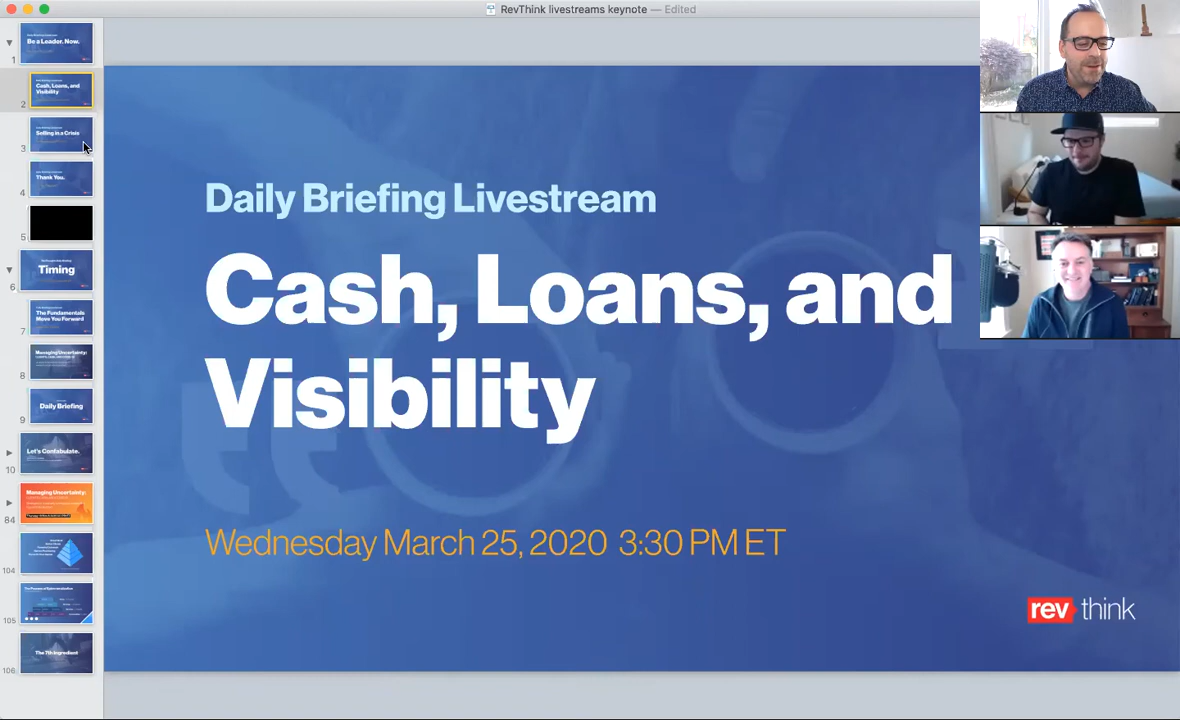 RevThink livestreams keynote — Edited
1
Be a Leader. Now.
2
Cash, Loans, and
Visibility
3
Selling in a Crisis
4
Thank You.
5
6
Timing
7
The Fundamentals
Move You Forward
8
Managing Uncertainty:
9
Daily Briefing
10
Let's Confabulate.
84
Managing Uncertainty:
104
105
106
The 7th Ingredient
Daily Briefing Livestream
Cash, Loans, and
Visibility
Wednesday March 25, 2020 3:30 PM ET
rev think